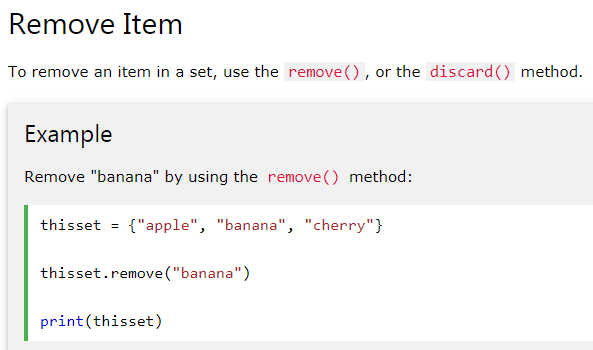 Remove Item
To remove an item in a set, use the remove(), or the discard() method.
Example
Remove "banana" by using the remove() method:
thisset = {"apple", "banana", "cherry"}
thisset.remove("banana")
print(thisset)